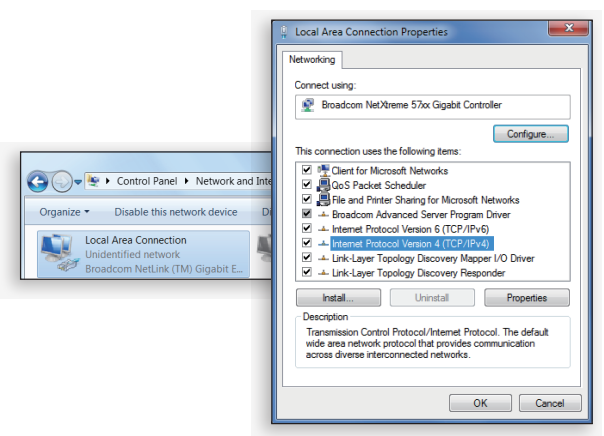 Control Panel Network and Inte
Organize Disable this network device Di
Local Area Connection
Unidentified network
Broadcom NetLink (TM) Gigabit E...
Local Area Connection Properties
Networking
Connect using:
Broadcom NetXtreme 57xx Gigabit Controller
Configure...
This connection uses the following items:
Client for Microsoft Networks
QoS Packet Scheduler
File and Printer Sharing for Microsoft Networks
Broadcom Advanced Server Program Driver
Internet Protocol Version 6 (TCP/IPv6)
Internet Protocol Version 4 (TCP/IPv4)
Link-Layer Topology Discovery Mapper I/O Driver
Link-Layer Topology Discovery Responder
Install... Uninstall Properties
Description
Transmission Control Protocol/Internet Protocol. The default
wide area network protocol that provides communication
across diverse interconnected networks.
OK Cancel